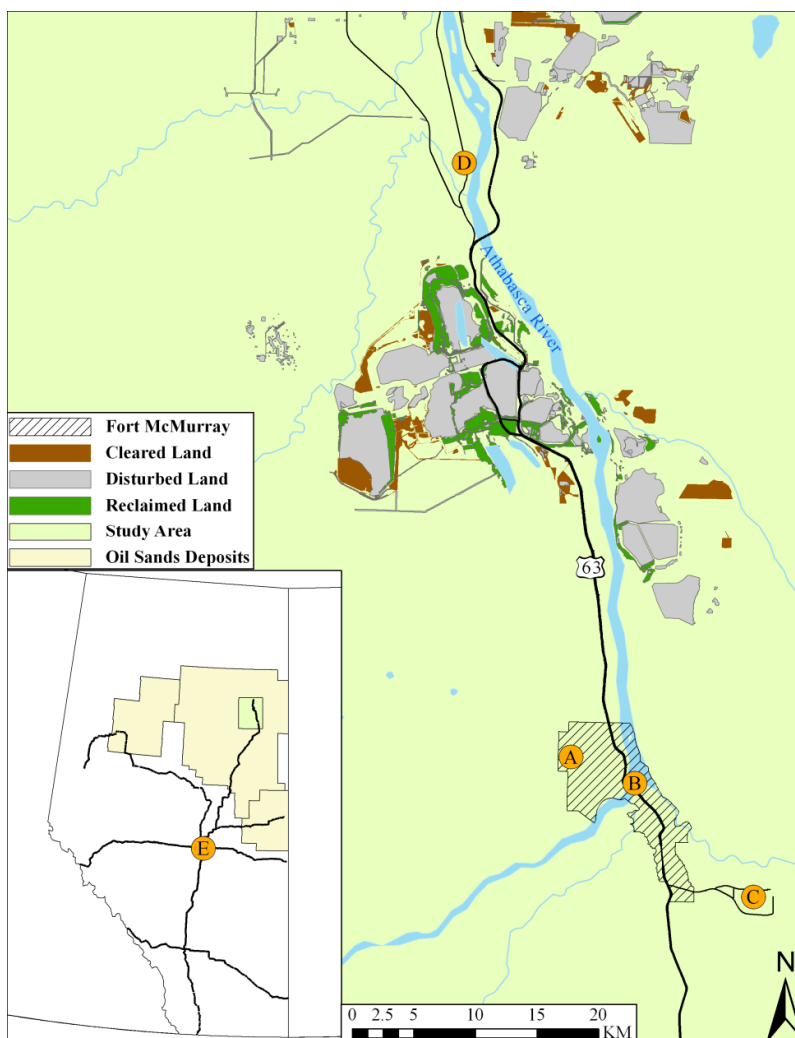 D
Athabasca River
Fort McMurray
Cleared Land
Disturbed Land
Reclaimed Land
Study Area
Oil Sands Deposits
63
A
B
C
E
N
0 2.5 5 10 15 20
KM